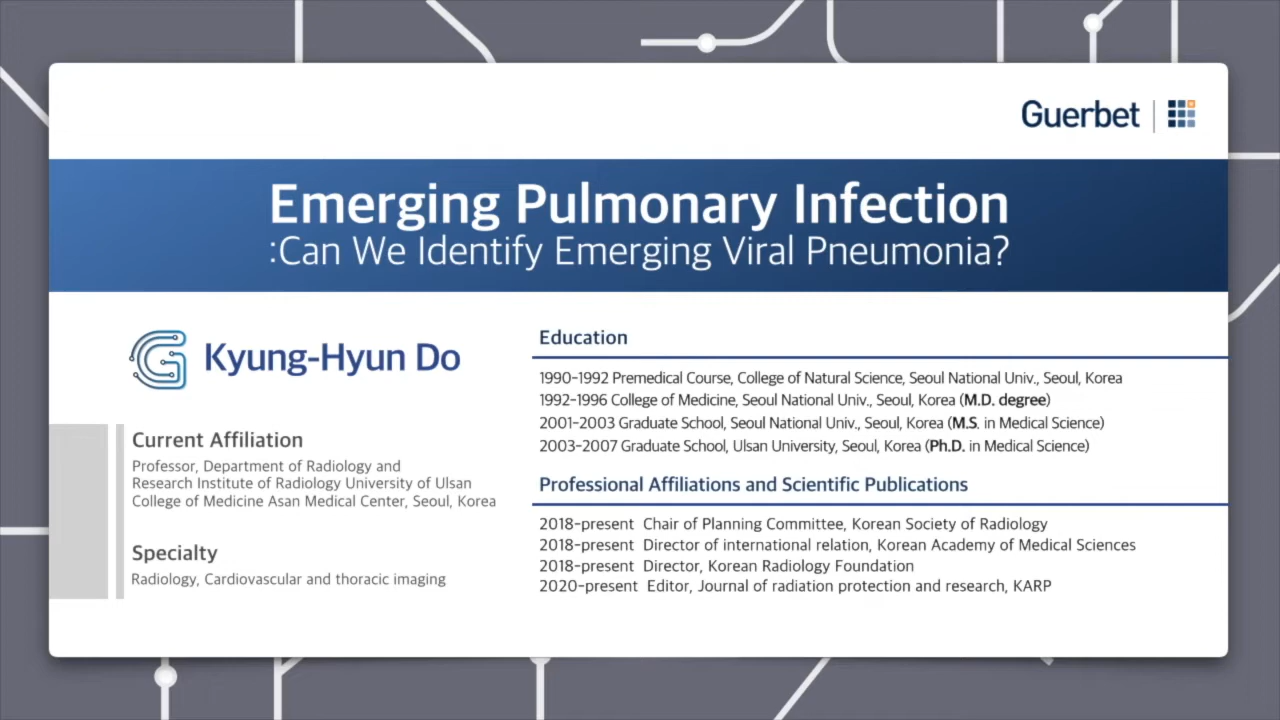 Guerbet
Emerging Pulmonary Infection
:Can We Identify Emerging Viral Pneumonia?
Kyung-Hyun Do
Current Affiliation
Professor, Department of Radiology and
Research Institute of Radiology University of Ulsan
College of Medicine Asan Medical Center, Seoul, Korea
Specialty
Radiology, Cardiovascular and thoracic imaging
Education
1990-1992 Premedical Course, College of Natural Science, Seoul National Univ., Seoul, Korea
1992-1996 College of Medicine, Seoul National Univ., Seoul, Korea (M.D. degree)
2001-2003 Graduate School, Seoul National Univ., Seoul, Korea (M.S. in Medical Science)
2003-2007 Graduate School, Ulsan University, Seoul, Korea (Ph.D. in Medical Science)
Professional Affiliations and Scientific Publications
2018-present Chair of Planning Committee, Korean Society of Radiology
2018-present Director of international relation, Korean Academy of Medical Sciences
2018-present Director, Korean Radiology Foundation
2020-present Editor, Journal of radiation protection and research, KARP